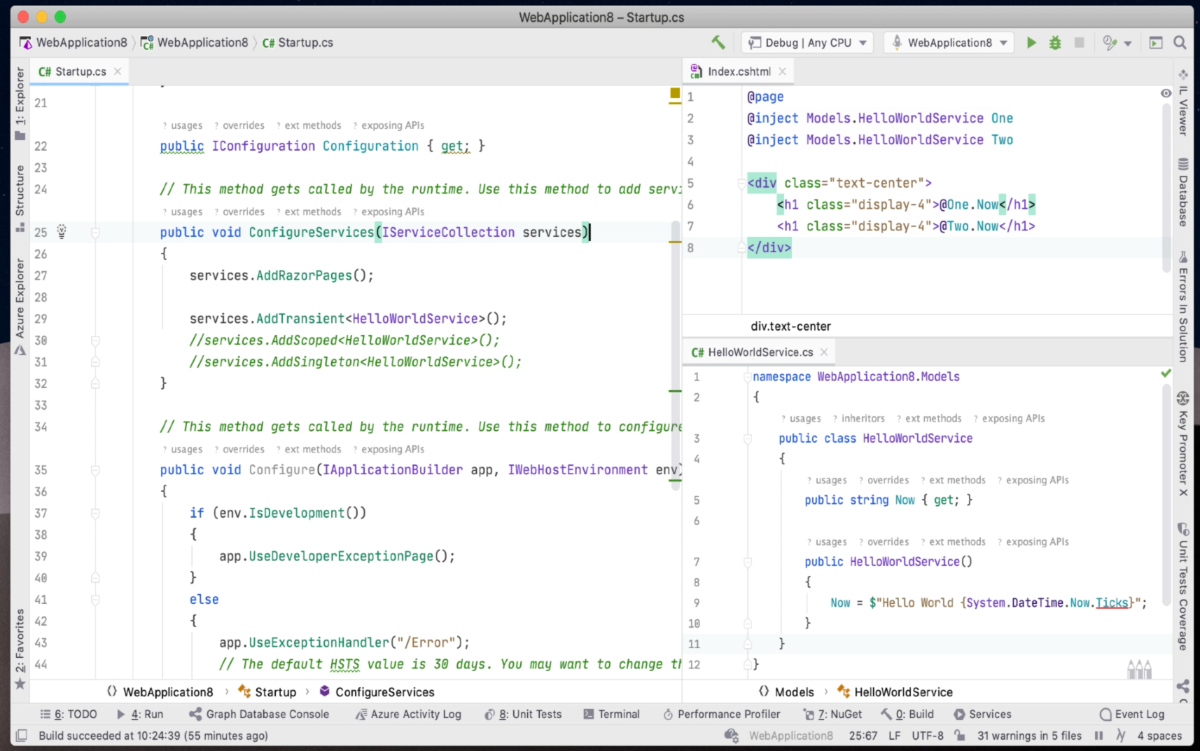 WebApplication8 – Startup.cs
WebApplication8 WebApplication8 C# Startup.cs Debug | Any CPU WebApplication8
C# Startup.cs
1: Explorer
Structure
Azure Explorer
2: Favorites
21
? usages ? overrides ? ext methods ? exposing APIs
22 public IConfiguration Configuration { get; }
23
24 // This method gets called by the runtime. Use this method to add servi
? usages ? overrides ? ext methods ? exposing APIs
25 public void ConfigureServices(IServiceCollection services)
26 {
27 services.AddRazorPages();
28
29 services.AddTransient<HelloWorldService>();
30 //services.AddScoped<HelloWorldService>();
31 //services.AddSingleton<HelloWorldService>();
32 }
33
34 // This method gets called by the runtime. Use this method to configure
? usages ? overrides ? ext methods ? exposing APIs
35 public void Configure(IApplicationBuilder app, IWebHostEnvironment env)
36 {
37 if (env.IsDevelopment())
38 {
39 app.UseDeveloperExceptionPage();
40 }
41 else
42 {
43 app.UseExceptionHandler("/Error");
44 // The default HSTS value is 30 days. You may want to change th
WebApplication8 Startup ConfigureServices
Index.cshtml
1 @page
2 @inject Models.HelloWorldService One
3 @inject Models.HelloWorldService Two
4
5 <div class="text-center">
6 <h1 class="display-4">@One.Now</h1>
7 <h1 class="display-4">@Two.Now</h1>
8 </div>
div.text-center
C# HelloWorldService.cs
1 namespace WebApplication8.Models
2 {
? usages ? inheritors ? ext methods ? exposing APIs
3 public class HelloWorldService
4 {
? usages ? overrides ? ext methods ? exposing APIs
5 public string Now { get; }
6
? usages ? overrides ? ext methods ? exposing APIs
7 public HelloWorldService()
8 {
9 Now = $"Hello World {System.DateTime.Now.Ticks}";
10 }
11 }
12 }
Models HelloWorldService
IL Viewer
Database
Errors In Solution
Key Promoter X
Unit Tests Coverage
6: TODO 4: Run Graph Database Console Azure Activity Log 8: Unit Tests Terminal Performance Profiler 7: NuGet 0: Build Services Event Log
Build succeeded at 10:24:39 (55 minutes ago) WebApplication8 25:67 LF UTF-8 31 warnings in 5 files 4 spaces